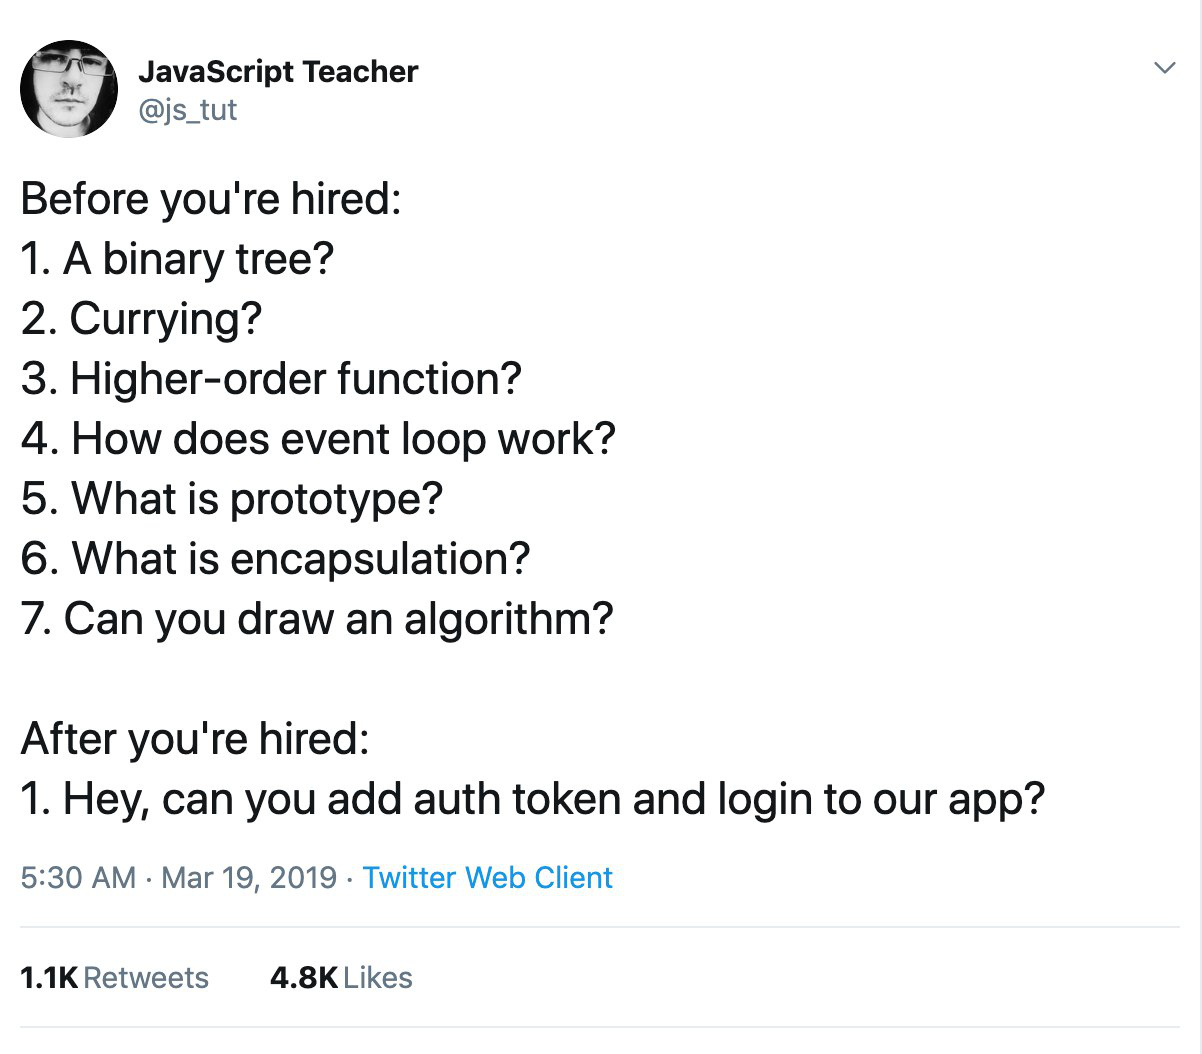 JavaScript Teacher
@js_tut
Before you're hired:
1. A binary tree?
2. Currying?
3. Higher-order function?
4. How does event loop work?
5. What is prototype?
6. What is encapsulation?
7. Can you draw an algorithm?
After you're hired:
1. Hey, can you add auth token and login to our app?
5:30 AM · Mar 19, 2019 · Twitter Web Client
1.1K Retweets 4.8K Likes